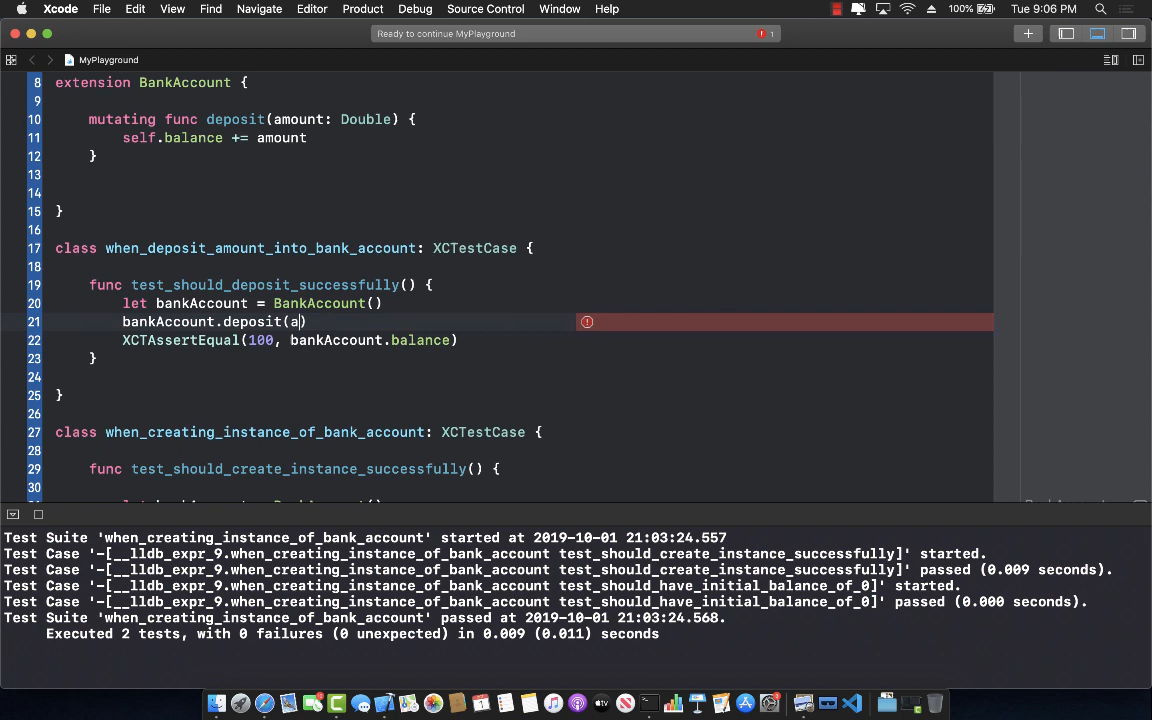 Xcode File Edit View Find Navigate Editor Product Debug Source Control Window Help 100% Tue 9:06 PM
Ready to continue MyPlayground 1
MyPlayground
8 extension BankAccount {
9
10 mutating func deposit(amount: Double) {
11 self.balance += amount
12 }
13
14
15 }
16
17 class when_deposit_amount_into_bank_account: XCTestCase {
18
19 func test_should_deposit_successfully() {
20 let bankAccount = BankAccount()
21 bankAccount.deposit(a)
22 XCTAssertEqual(100, bankAccount.balance)
23 }
24
25 }
26
27 class when_creating_instance_of_bank_account: XCTestCase {
28
29 func test_should_create_instance_successfully() {
30
Test Suite 'when_creating_instance_of_bank_account' started at 2019-10-01 21:03:24.557
Test Case '-[__lldb_expr_9.when_creating_instance_of_bank_account test_should_create_instance_successfully]' started.
Test Case '-[__lldb_expr_9.when_creating_instance_of_bank_account test_should_create_instance_successfully]' passed (0.009 seconds).
Test Case '-[__lldb_expr_9.when_creating_instance_of_bank_account test_should_have_initial_balance_of_0]' started.
Test Case '-[__lldb_expr_9.when_creating_instance_of_bank_account test_should_have_initial_balance_of_0]' passed (0.000 seconds).
Test Suite 'when_creating_instance_of_bank_account' passed at 2019-10-01 21:03:24.568.
Executed 2 tests, with 0 failures (0 unexpected) in 0.009 (0.011) seconds